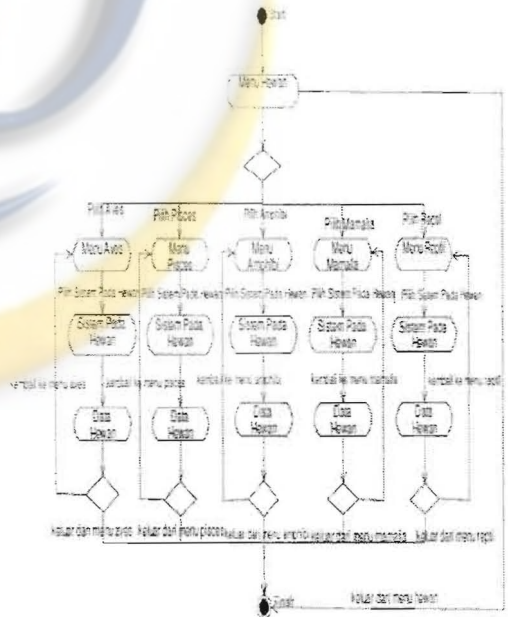 Start
Menu Hewan
Pilih Aves
Pilih Pisces
Pilih Amphibi
Pilih Mamalia
Pilih Reptil
Menu Aves
Menu
Pisces
Menu
Amphibi
Menu
Mamalia
Menu Reptil
Pilih Sistem Pada Hewan
Pilih Sistem Pada Hewan
Pilih Sistem Pada Hewan
Pilih Sistem Pada Hewan
Pilih Sistem Pada Hewan
Sistem Pada
Hewan
Sistem Pada
Hewan
Sistem Pada
Hewan
Sistem Pada
Hewan
Sistem Pada
Hewan
kembali ke menu aves
kembali ke menu pisces
kembali ke menu amphibi
kembali ke menu mamalia
kembali ke menu reptil
Data
Hewan
Data
Hewan
Data
Hewan
Data
Hewan
Data
Hewan
keluar dari menu aves
keluar dari menu pisces
keluar dari menu amphibi
keluar dari menu mamalia
keluar dari menu reptil
keluar dari menu hewan